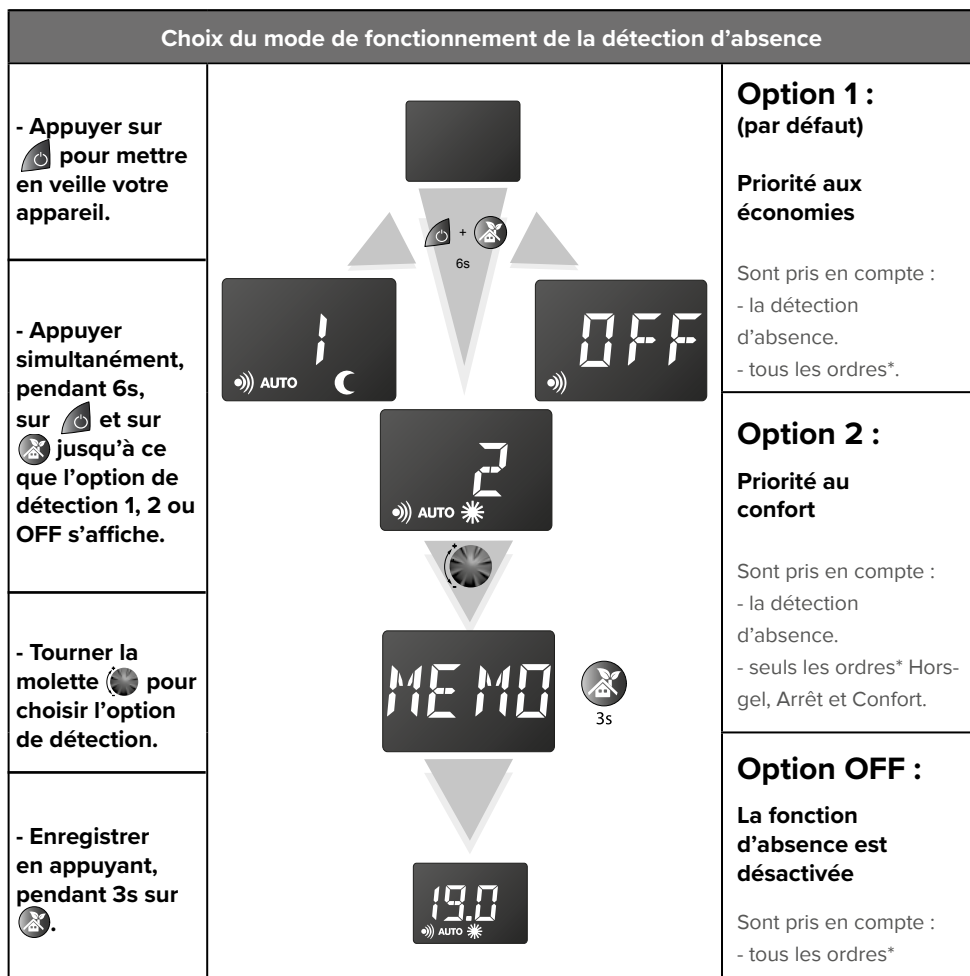 Choix du mode de fonctionnement de la détection d'absence
- Appuyer sur
pour mettre
en veille votre
appareil.
- Appuyer
simultanément,
pendant 6s,
sur et sur
jusqu'à ce
que l'option de
détection 1, 2 ou
OFF s'affiche.
- Tourner la
molette pour
choisir l'option
de détection.
- Enregistrer
en appuyant,
pendant 3s sur
.
+
6s
1
AUTO
OFF
2
AUTO
+
-
MEMO
3s
19.0
AUTO
Option 1 :
(par défaut)
Priorité aux
économies
Sont pris en compte :
- la détection
d'absence.
- tous les ordres*.
Option 2 :
Priorité au
confort
Sont pris en compte :
- la détection
d'absence.
- seuls les ordres* Hors-
gel, Arrêt et Confort.
Option OFF :
La fonction
d'absence est
désactivée
Sont pris en compte :
- tous les ordres*